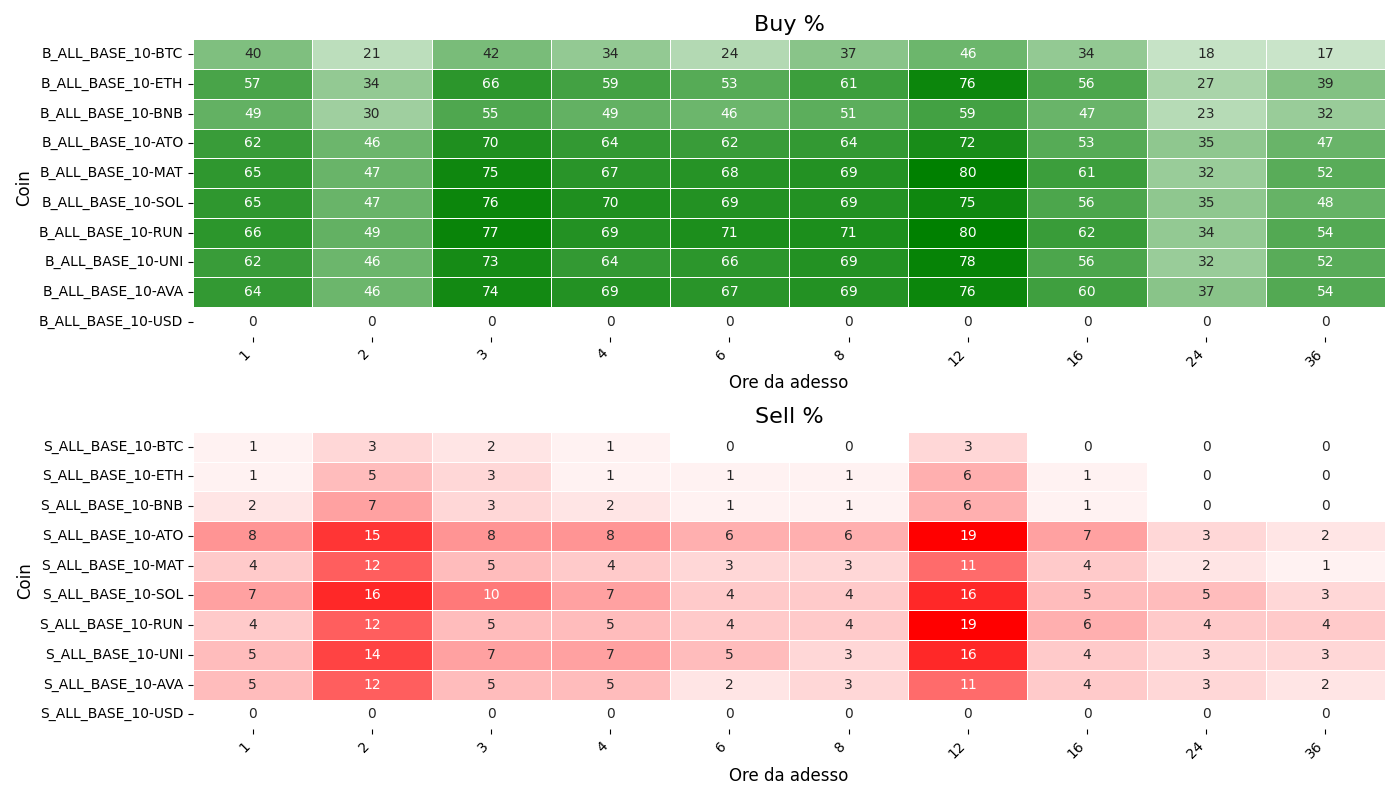 Buy %
Coin
B_ALL_BASE_10-BTC 40 21 42 34 24 37 46 34 18 17
B_ALL_BASE_10-ETH 57 34 66 59 53 61 76 56 27 39
B_ALL_BASE_10-BNB 49 30 55 49 46 51 59 47 23 32
B_ALL_BASE_10-ATO 62 46 70 64 62 64 72 53 35 47
B_ALL_BASE_10-MAT 65 47 75 67 68 69 80 61 32 52
B_ALL_BASE_10-SOL 65 47 76 70 69 69 75 56 35 48
B_ALL_BASE_10-RUN 66 49 77 69 71 71 80 62 34 54
B_ALL_BASE_10-UNI 62 46 73 64 66 69 78 56 32 52
B_ALL_BASE_10-AVA 64 46 74 69 67 69 76 60 37 54
B_ALL_BASE_10-USD 0 0 0 0 0 0 0 0 0 0
1 2 3 4 6 8 12 16 24 36
Ore da adesso
Sell %
Coin
S_ALL_BASE_10-BTC 1 3 2 1 0 0 3 0 0 0
S_ALL_BASE_10-ETH 1 5 3 1 1 1 6 1 0 0
S_ALL_BASE_10-BNB 2 7 3 2 1 1 6 1 0 0
S_ALL_BASE_10-ATO 8 15 8 8 6 6 19 7 3 2
S_ALL_BASE_10-MAT 4 12 5 4 3 3 11 4 2 1
S_ALL_BASE_10-SOL 7 16 10 7 4 4 16 5 5 3
S_ALL_BASE_10-RUN 4 12 5 5 4 4 19 6 4 4
S_ALL_BASE_10-UNI 5 14 7 7 5 3 16 4 3 3
S_ALL_BASE_10-AVA 5 12 5 5 2 3 11 4 3 2
S_ALL_BASE_10-USD 0 0 0 0 0 0 0 0 0 0
1 2 3 4 6 8 12 16 24 36
Ore da adesso